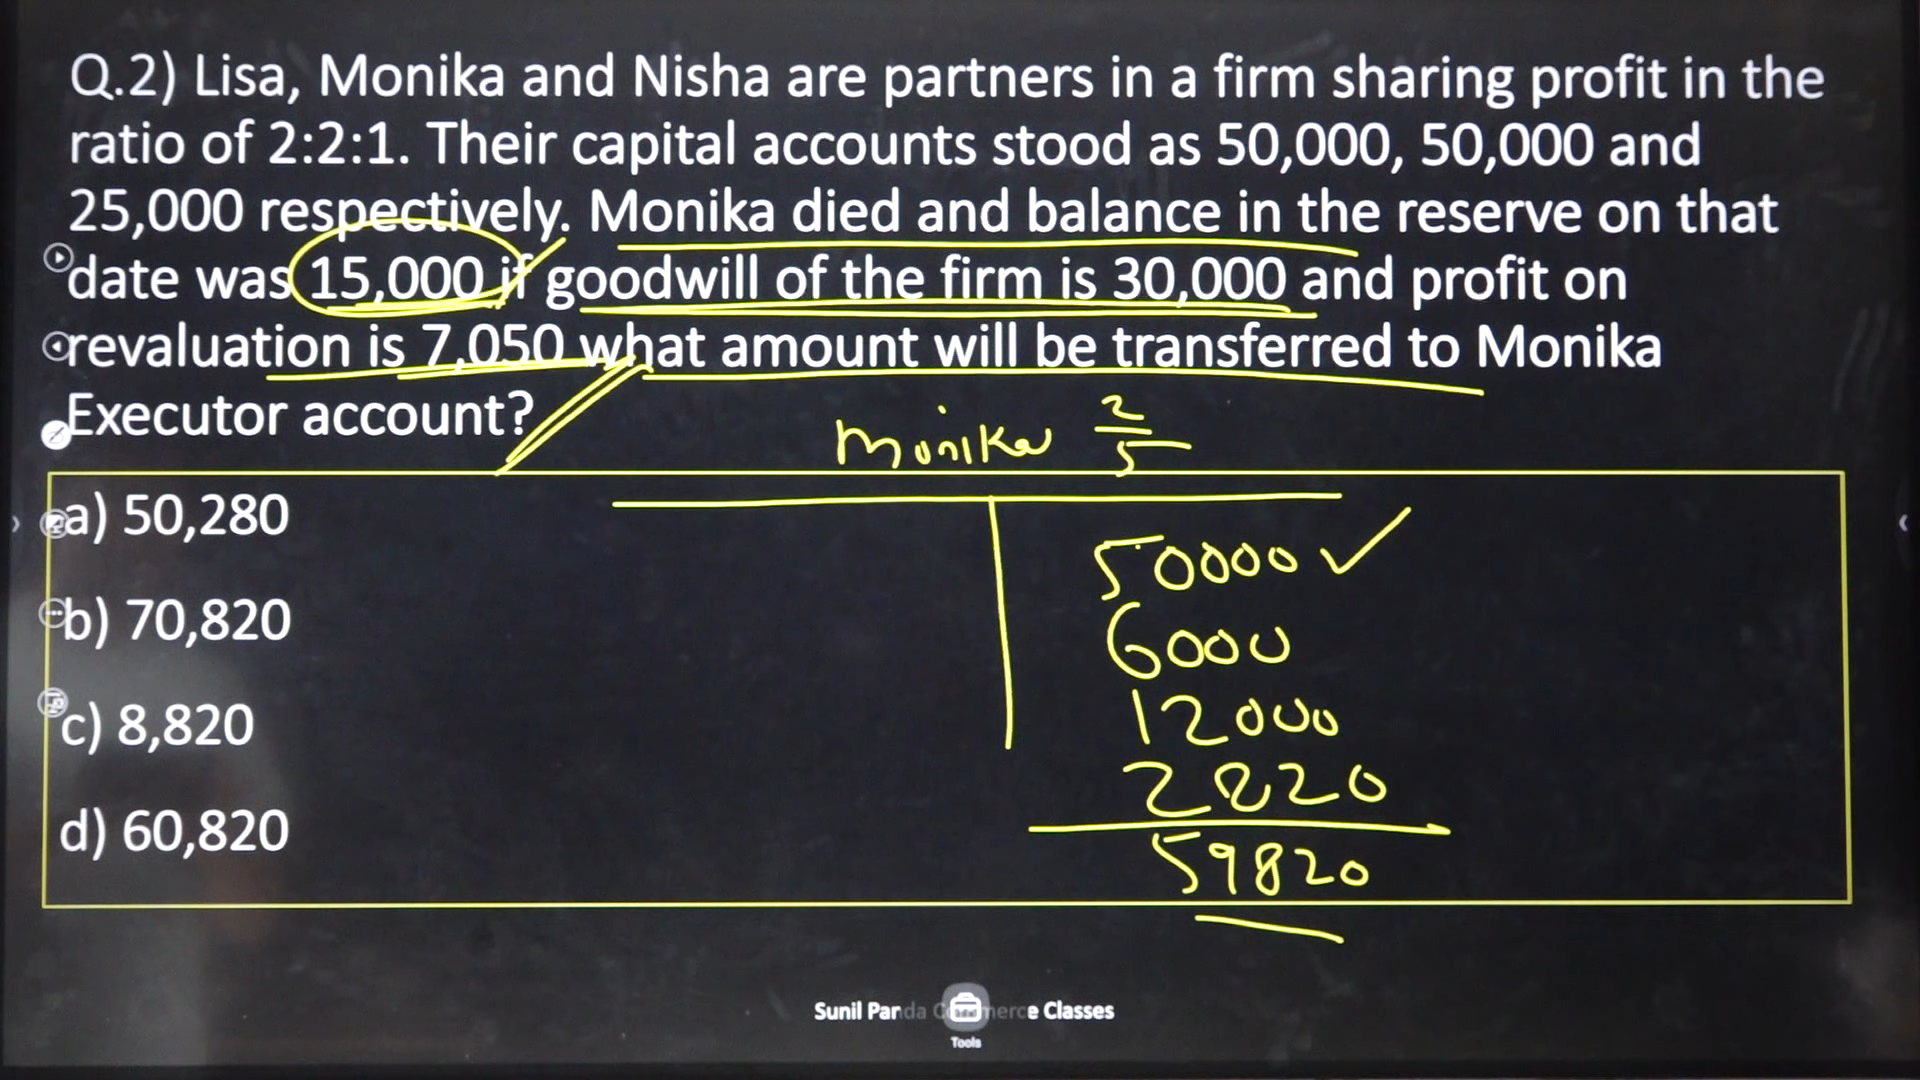 Q.2) Lisa, Monika and Nisha are partners in a firm sharing profit in the
ratio of 2:2:1. Their capital accounts stood as 50,000, 50,000 and
25,000 respectively. Monika died and balance in the reserve on that
date was 15,000 if goodwill of the firm is 30,000 and profit on
revaluation is 7,050 what amount will be transferred to Monika
Executor account?
Monika 2/5
a) 50,280
b) 70,820
c) 8,820
d) 60,820
50000 ✓
6000
12000
2820
59820
Sunil Panda Commerce Classes
Tools